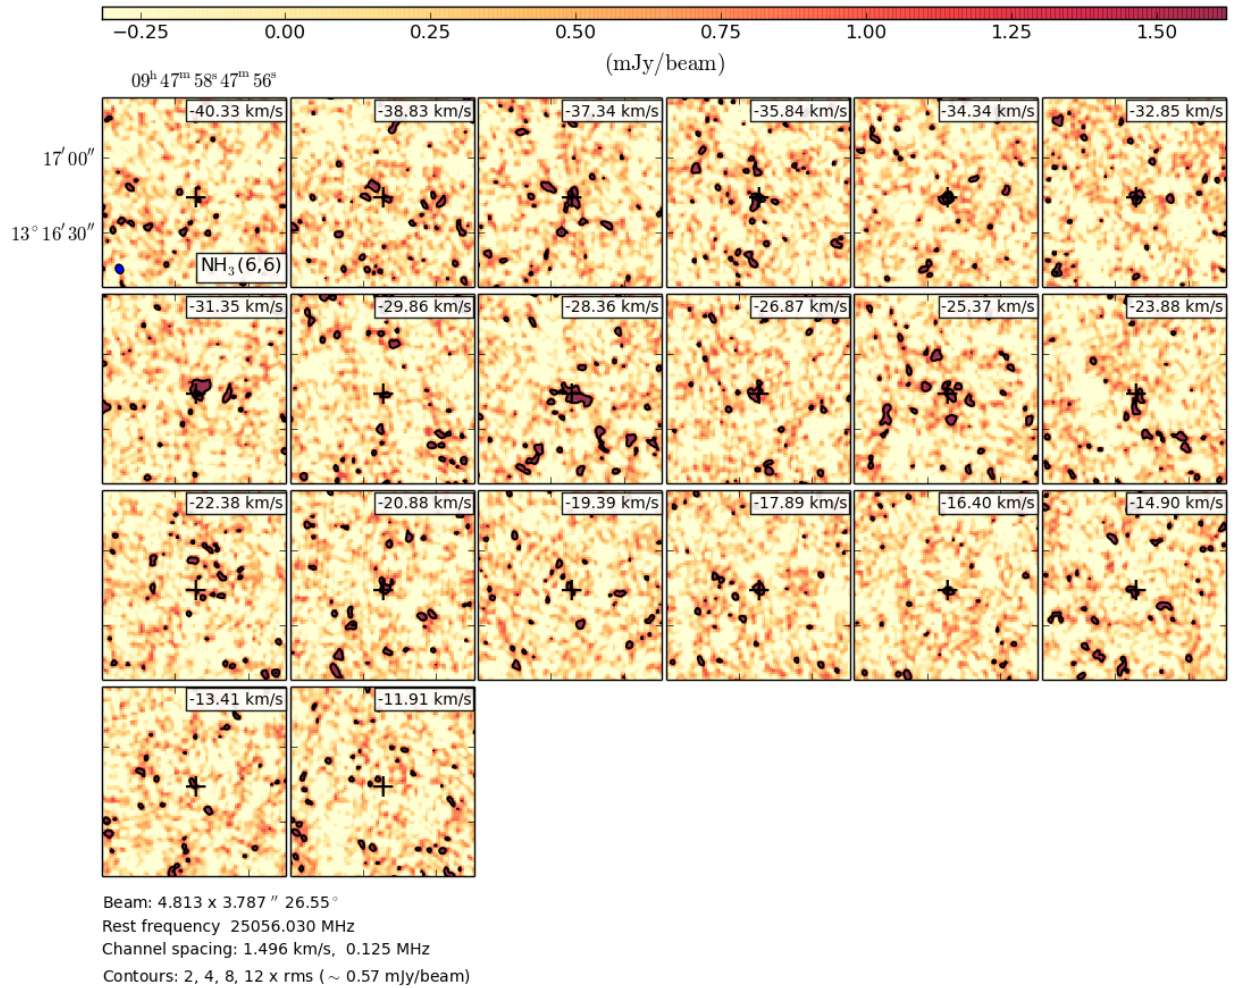 −0.25 0.00 0.25 0.50 0.75 1.00 1.25 1.50
(mJy/beam)
09h 47m 58s 47m 56s
-40.33 km/s -38.83 km/s -37.34 km/s -35.84 km/s -34.34 km/s -32.85 km/s
17′ 00″
13° 16′ 30″
NH3(6,6)
-31.35 km/s -29.86 km/s -28.36 km/s -26.87 km/s -25.37 km/s -23.88 km/s
-22.38 km/s -20.88 km/s -19.39 km/s -17.89 km/s -16.40 km/s -14.90 km/s
-13.41 km/s -11.91 km/s
Beam: 4.813 x 3.787 ″ 26.55°
Rest frequency 25056.030 MHz
Channel spacing: 1.496 km/s, 0.125 MHz
Contours: 2, 4, 8, 12 x rms (∼ 0.57 mJy/beam)